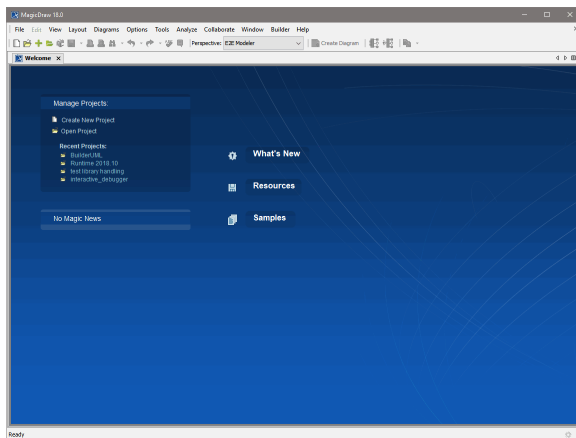 MagicDraw 18.0
File Edit View Layout Diagrams Options Tools Analyze Collaborate Window Builder Help
Perspective: E2E Modeler Create Diagram
Welcome
Manage Projects:
Create New Project
Open Project
Recent Projects:
BuilderUML
Runtime 2018.10
test library handling
interactive_debugger
What's New
Resources
Samples
No Magic News
Ready